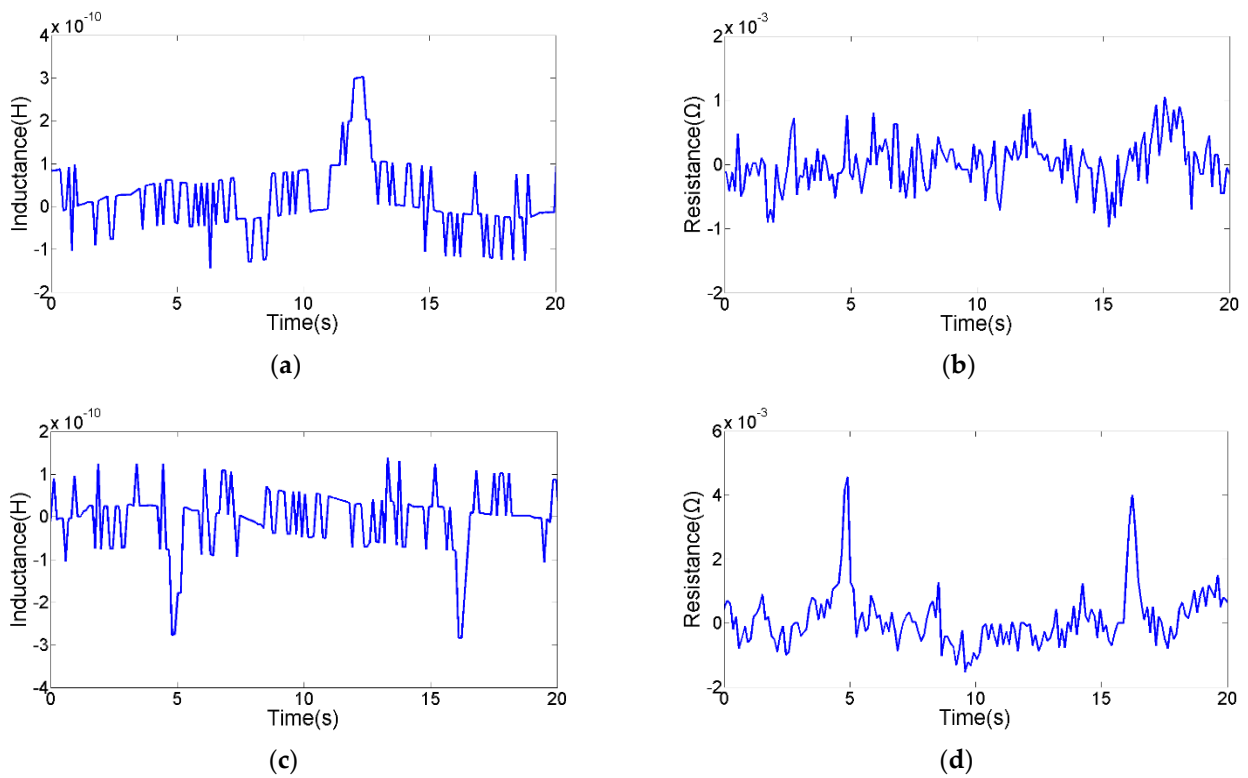 x 10⁻¹⁰
4
3
2
1
0
-1
-2
Inductance(H)
0 5 10 15 20
Time(s)
(a)
x 10⁻³
2
1
0
-1
-2
Resistance(Ω)
0 5 10 15 20
Time(s)
(b)
x 10⁻¹⁰
2
1
0
-1
-2
-3
-4
Inductance(H)
0 5 10 15 20
Time(s)
(c)
x 10⁻³
6
4
2
0
-2
Resistance(Ω)
0 5 10 15 20
Time(s)
(d)